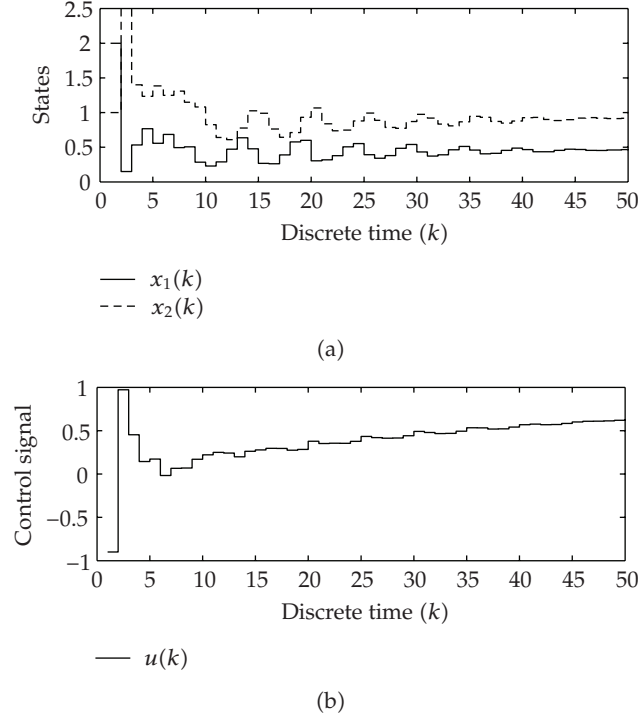 2.5
2
1.5
1
0.5
0
States
0 5 10 15 20 25 30 35 40 45 50
Discrete time (k)
x1(k)
x2(k)
(a)
1
0.5
0
−0.5
−1
Control signal
0 5 10 15 20 25 30 35 40 45 50
Discrete time (k)
u(k)
(b)